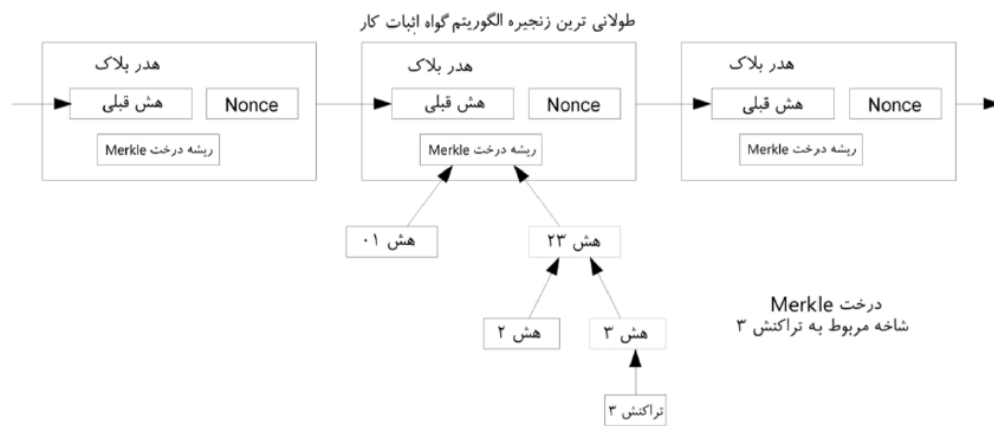 طولانی ترین زنجیره الگوریتم گواه اثبات کار
هدر بلاک
هش قبلی
Nonce
ریشه درخت Merkle
هدر بلاک
هش قبلی
Nonce
ریشه درخت Merkle
هدر بلاک
هش قبلی
Nonce
ریشه درخت Merkle
هش ۰۱
هش ۲۳
هش ۲
هش ۳
تراکنش ۳
درخت Merkle
شاخه مربوط به تراکنش ۳